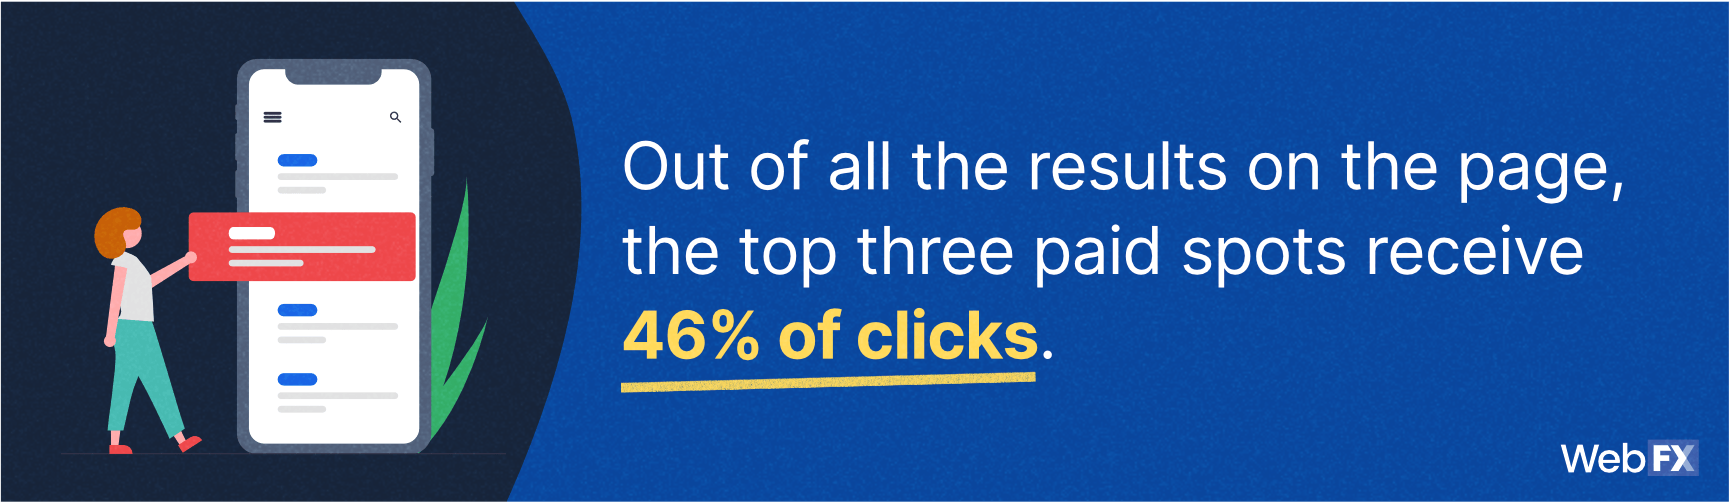 Out of all the results on the page,
the top three paid spots receive
46% of clicks.
WebFX